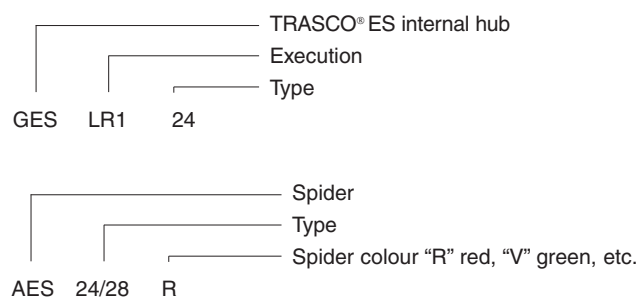 TRASCO® ES internal hub
Execution
Type
GES LR1 24
Spider
Type
Spider colour “R” red, “V” green, etc.
AES 24/28 R